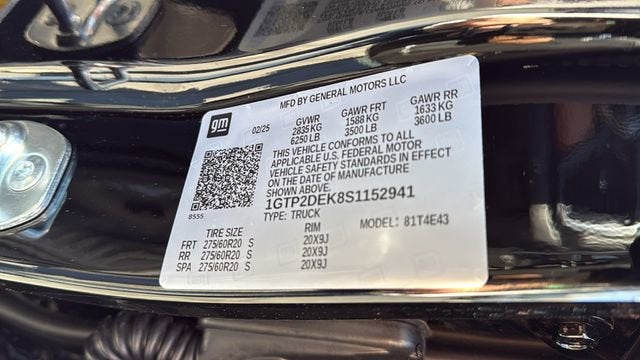 MFD BY GENERAL MOTORS LLC
gm
02/25 GVWR GAWR FRT GAWR RR
2835 KG 1588 KG 1633 KG
6250 LB 3500 LB 3600 LB
THIS VEHICLE CONFORMS TO ALL
APPLICABLE U.S. FEDERAL MOTOR
VEHICLE SAFETY STANDARDS IN EFFECT
ON THE DATE OF MANUFACTURE
SHOWN ABOVE.
1GTP2DEK8S1152941
8555
TYPE: TRUCK MODEL: 81T4E43
TIRE SIZE RIM
FRT 275/60R20 S 20X9J
RR 275/60R20 S 20X9J
SPA 275/60R20 S 20X9J